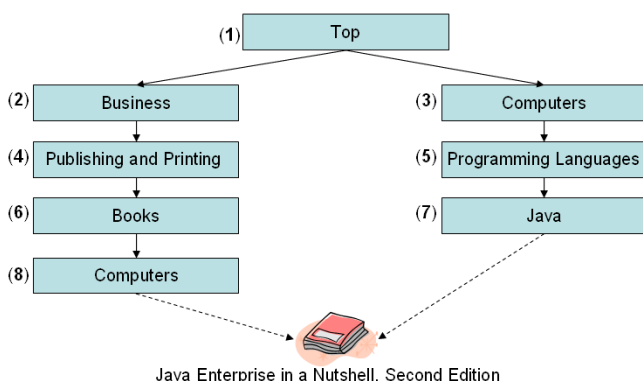 (1) Top
(2) Business
(3) Computers
(4) Publishing and Printing
(5) Programming Languages
(6) Books
(7) Java
(8) Computers
Java Enterprise in a Nutshell, Second Edition